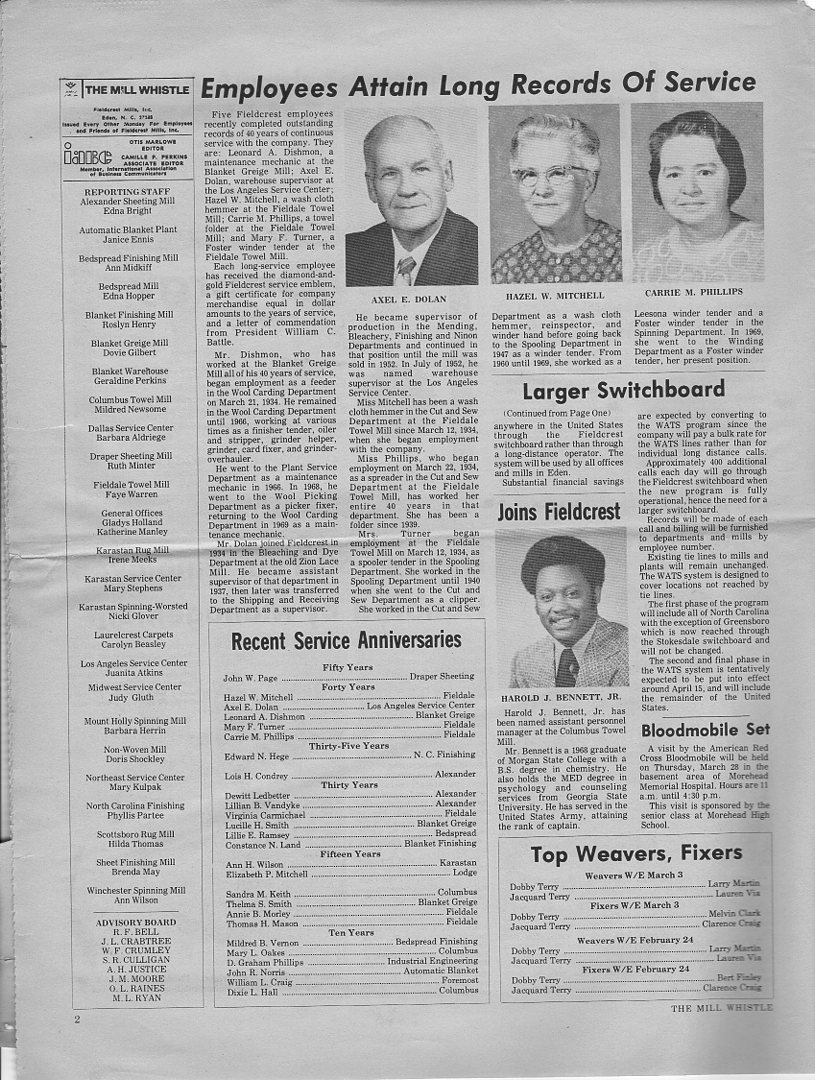 THE MILL WHISTLE
Fieldcrest Mills, Inc.
Eden, N. C. 27288
Issued Every Other Monday For Employees
and Friends of Fieldcrest Mills, Inc.
OTIS MARLOWE
EDITOR
CAMILLE P. PERKINS
ASSOCIATE EDITOR
Member, International Association
of Business Communicators
REPORTING STAFF
Alexander Sheeting Mill
Edna Bright
Automatic Blanket Plant
Janice Ennis
Bedspread Finishing Mill
Ann Midkiff
Bedspread Mill
Edna Hopper
Blanket Finishing Mill
Roslyn Henry
Blanket Greige Mill
Dovie Gilbert
Blanket Warehouse
Geraldine Perkins
Columbus Towel Mill
Mildred Newsome
Dallas Service Center
Barbara Aldriege
Draper Sheeting Mill
Ruth Minter
Fieldale Towel Mill
Faye Warren
General Offices
Gladys Holland
Katherine Manley
Karastan Rug Mill
Irene Meeks
Karastan Service Center
Mary Stephens
Karastan Spinning-Worsted
Nicki Glover
Laurelcrest Carpets
Carolyn Beasley
Los Angeles Service Center
Juanita Atkins
Midwest Service Center
Judy Gluth
Mount Holly Spinning Mill
Barbara Herrin
Non-Woven Mill
Doris Shockley
Northeast Service Center
Mary Kulpak
North Carolina Finishing
Phyllis Partee
Scottsboro Rug Mill
Hilda Thomas
Sheet Finishing Mill
Brenda May
Winchester Spinning Mill
Ann Wilson
ADVISORY BOARD
R. F. BELL
J. L. CRABTREE
W. F. CRUMLEY
S. R. CULLIGAN
A. H. JUSTICE
J. M. MOORE
O. L. RAINES
M. L. RYAN
2
Employees Attain Long Records Of Service
Five Fieldcrest employees
recently completed outstanding
records of 40 years of continuous
service with the company. They
are: Leonard A. Dishmon, a
maintenance mechanic at the
Blanket Greige Mill; Axel E.
Dolan, warehouse supervisor at
the Los Angeles Service Center;
Hazel W. Mitchell, a wash cloth
hemmer at the Fieldale Towel
Mill; Carrie M. Phillips, a towel
folder at the Fieldale Towel
Mill; and Mary F. Turner, a
Foster winder tender at the
Fieldale Towel Mill.
Each long-service employee
has received the diamond-and-
gold Fieldcrest service emblem,
a gift certificate for company
merchandise equal in dollar
amounts to the years of service,
and a letter of commendation
from President William C.
Battle.
Mr. Dishmon, who has
worked at the Blanket Greige
Mill all of his 40 years of service,
began employment as a feeder
in the Wool Carding Department
on March 21, 1934. He remained
in the Wool Carding Department
until 1966, working at various
times as a finisher tender, oiler
and stripper, grinder helper,
grinder, card fixer, and grinder-
overhauler.
He went to the Plant Service
Department as a maintenance
mechanic in 1966. In 1968, he
went to the Wool Picking
Department as a picker fixer,
returning to the Wool Carding
Department in 1969 as a main-
tenance mechanic.
Mr. Dolan joined Fieldcrest in
1934 in the Bleaching and Dye
Department at the old Zion Lace
Mill. He became assistant
supervisor of that department in
1937, then later was transferred
to the Shipping and Receiving
Department as a supervisor.
AXEL E. DOLAN
He became supervisor of
production in the Mending,
Bleachery, Finishing and Ninon
Departments and continued in
that position until the mill was
sold in 1952. In July of 1952, he
was named warehouse
supervisor at the Los Angeles
Service Center.
Miss Mitchell has been a wash
cloth hemmer in the Cut and Sew
Department at the Fieldale
Towel Mill since March 12, 1934,
when she began employment
with the company.
Miss Phillips, who began
employment on March 22, 1934,
as a spreader in the Cut and Sew
Department at the Fieldale
Towel Mill, has worked her
entire 40 years in that
department. She has been a
folder since 1939.
Mrs. Turner began
employment at the Fieldale
Towel Mill on March 12, 1934, as
a spooler tender in the Spooling
Department. She worked in the
Spooling Department until 1940
when she went to the Cut and
Sew Department as a clipper.
She worked in the Cut and Sew
HAZEL W. MITCHELL
Department as a wash cloth
hemmer, reinspector, and
winder hand before going back
to the Spooling Department in
1947 as a winder tender. From
1960 until 1969, she worked as a
CARRIE M. PHILLIPS
Leesona winder tender and a
Foster winder tender in the
Spinning Department. In 1969,
she went to the Winding
Department as a Foster winder
tender, her present position.
Larger Switchboard
(Continued from Page One)
anywhere in the United States
through the Fieldcrest
switchboard rather than through
a long-distance operator. The
system will be used by all offices
and mills in Eden.
Substantial financial savings
are expected by converting to
the WATS program since the
company will pay a bulk rate for
the WATS lines rather than for
individual long distance calls.
Approximately 400 additional
calls each day will go through
the Fieldcrest switchboard when
the new program is fully
operational, hence the need for a
larger switchboard.
Records will be made of each
call and billing will be furnished
to departments and mills by
employee number.
Existing tie lines to mills and
plants will remain unchanged.
The WATS system is designed to
cover locations not reached by
tie lines.
The first phase of the program
will include all of North Carolina
with the exception of Greensboro
which is now reached through
the Stokesdale switchboard and
will not be changed.
The second and final phase in
the WATS system is tentatively
expected to be put into effect
around April 15, and will include
the remainder of the United
States.
Joins Fieldcrest
HAROLD J. BENNETT, JR.
Harold J. Bennett, Jr. has
been named assistant personnel
manager at the Columbus Towel
Mill.
Mr. Bennett is a 1968 graduate
of Morgan State College with a
B.S. degree in chemistry. He
also holds the MED degree in
psychology and counseling
services from Georgia State
University. He has served in the
United States Army, attaining
the rank of captain.
Bloodmobile Set
A visit by the American Red
Cross Bloodmobile will be held
on Thursday, March 28 in the
basement area of Morehead
Memorial Hospital. Hours are 11
a.m. until 4:30 p.m.
This visit is sponsored by the
senior class at Morehead High
School.
Recent Service Anniversaries
Fifty Years
John W. Page ... Draper Sheeting
Forty Years
Hazel W. Mitchell ... Fieldale
Axel E. Dolan ... Los Angeles Service Center
Leonard A. Dishmon ... Blanket Greige
Mary F. Turner ... Fieldale
Carrie M. Phillips ... Fieldale
Thirty-Five Years
Edward N. Hege ... N. C. Finishing
Lois H. Condrey ... Alexander
Thirty Years
Dewitt Ledbetter ... Alexander
Lillian B. Vandyke ... Alexander
Virginia Carmichael ... Fieldale
Lucille H. Smith ... Blanket Greige
Lillie E. Ramsey ... Bedspread
Constance N. Land ... Blanket Finishing
Fifteen Years
Ann H. Wilson ... Karastan
Elizabeth P. Mitchell ... Lodge
Sandra M. Keith ... Columbus
Thelma S. Smith ... Blanket Greige
Annie B. Morley ... Fieldale
Thomas H. Mason ... Fieldale
Ten Years
Mildred B. Vernon ... Bedspread Finishing
Mary L. Oakes ... Columbus
D. Graham Phillips ... Industrial Engineering
John R. Norris ... Automatic Blanket
William L. Craig ... Foremost
Dixie L. Hall ... Columbus
Top Weavers, Fixers
Weavers W/E March 3
Dobby Terry ... Larry Martin
Jacquard Terry ... Lauren Via
Fixers W/E March 3
Dobby Terry ... Melvin Clark
Jacquard Terry ... Clarence Craig
Weavers W/E February 24
Dobby Terry ... Larry Martin
Jacquard Terry ... Lauren Via
Fixers W/E February 24
Dobby Terry ... Bert Finley
Jacquard Terry ... Clarence Craig
THE MILL WHISTLE